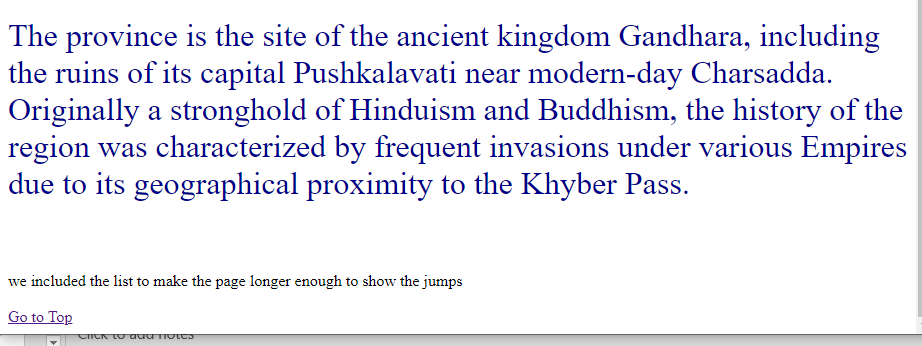 The province is the site of the ancient kingdom Gandhara, including
the ruins of its capital Pushkalavati near modern-day Charsadda.
Originally a stronghold of Hinduism and Buddhism, the history of the
region was characterized by frequent invasions under various Empires
due to its geographical proximity to the Khyber Pass.
we included the list to make the page longer enough to show the jumps
Go to Top
Click to add notes